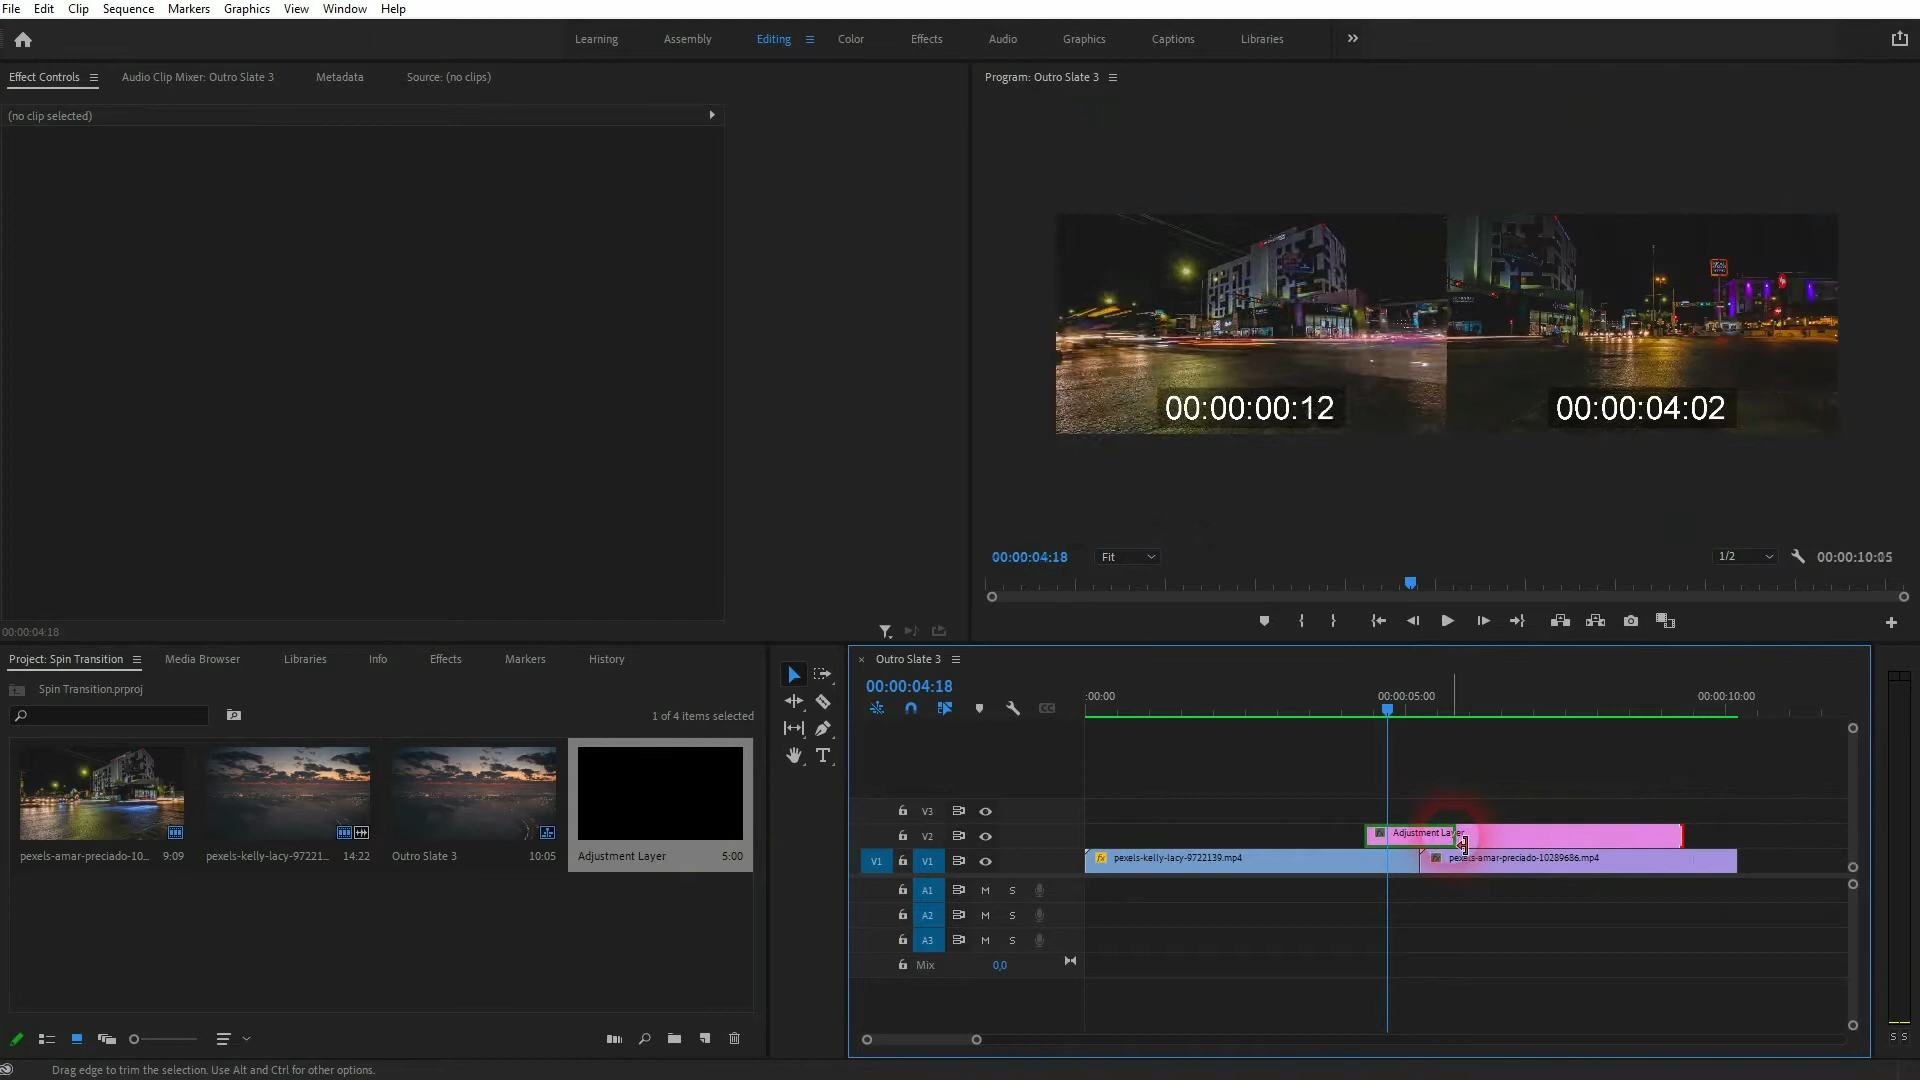 File Edit Clip Sequence Markers Graphics View Window Help
Learning Assembly Editing Color Effects Audio Graphics Captions Libraries
Effect Controls Audio Clip Mixer: Outro Slate 3 Metadata Source: (no clips)
Program: Outro Slate 3
(no clip selected)
00:00:00:12 00:00:04:02
00:00:04:18 Fit 1/2 00:00:10:05
00:00:04:18
Project: Spin Transition Media Browser Libraries Info Effects Markers History
Spin Transition.prproj
1 of 4 items selected
pexels-amar-preciado-10... 9:09
pexels-kelly-lacy-97221... 14:22
Outro Slate 3 10:05
Adjustment Layer 5:00
Outro Slate 3
00:00:04:18
:00:00 00:00:05:00 00:00:10:00
V3
V2 fx Adjustment Layer
V1 V1 fx pexels-kelly-lacy-9722139.mp4 fx pexels-amar-preciado-10289686.mp4
A1 M S
A2 M S
A3 M S
Mix 0,0
S S
Drag edge to trim the selection. Use Alt and Ctrl for other options.